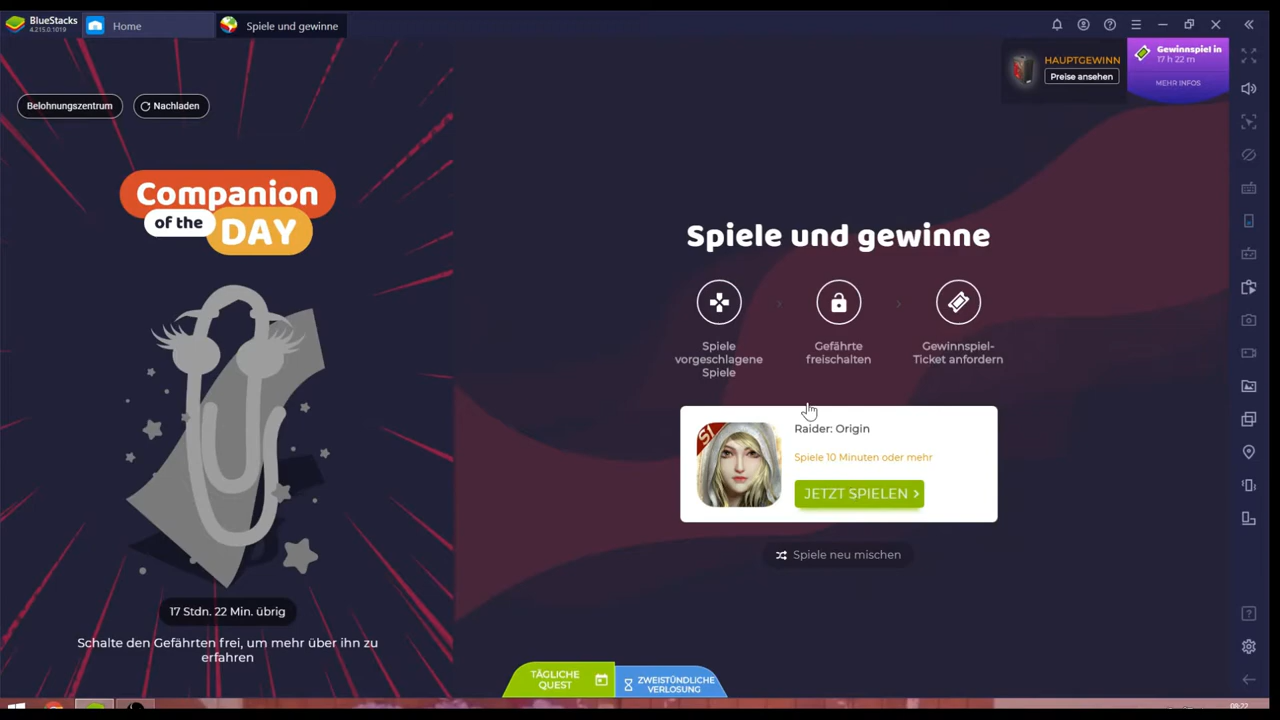 BlueStacks
4.215.0.1019
Home
Spiele und gewinne
HAUPTGEWINN
Preise ansehen
Gewinnspiel in
17 h 22 m
MEHR INFOS
Belohnungszentrum
Nachladen
Companion
of the
DAY
17 Stdn. 22 Min. übrig
Schalte den Gefährten frei, um mehr über ihn zu
erfahren
Spiele und gewinne
Spiele
vorgeschlagene
Spiele
Gefährte
freischalten
Gewinnspiel-
Ticket anfordern
Raider: Origin
Spiele 10 Minuten oder mehr
JETZT SPIELEN
Spiele neu mischen
TÄGLICHE
QUEST
ZWEISTÜNDLICHE
VERLOSUNG
08:22